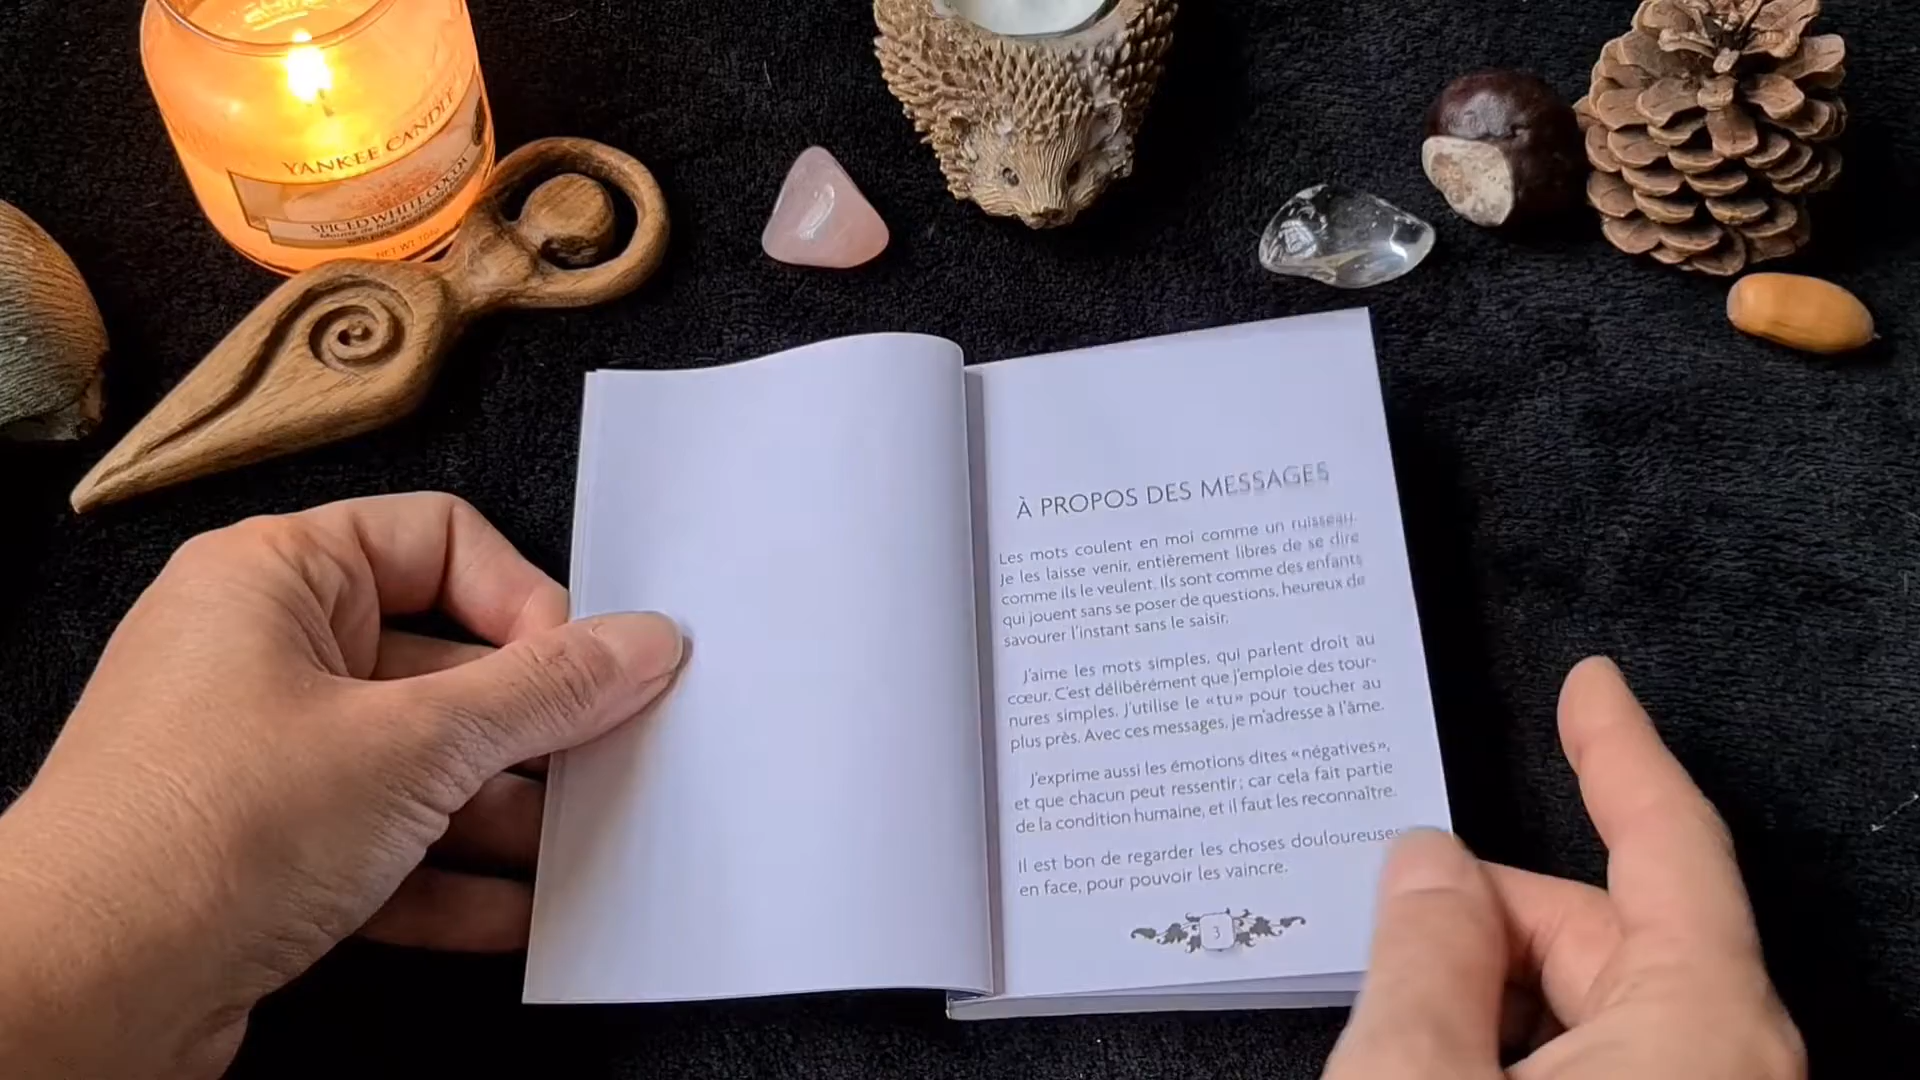 YANKEE CANDLE
SPICED WHITE COCOA
NET WT
À PROPOS DES MESSAGES
Les mots coulent en moi comme un ruisseau.
Je les laisse venir, entièrement libres de se dire
comme ils le veulent. Ils sont comme des enfants
qui jouent sans se poser de questions, heureux de
savourer l'instant sans le saisir.
J'aime les mots simples, qui parlent droit au
cœur. C'est délibérément que j'emploie des tour-
nures simples. J'utilise le «tu» pour toucher au
plus près. Avec ces messages, je m'adresse à l'âme.
J'exprime aussi les émotions dites «négatives»,
et que chacun peut ressentir ; car cela fait partie
de la condition humaine, et il faut les reconnaître.
Il est bon de regarder les choses douloureuses
en face, pour pouvoir les vaincre.
3